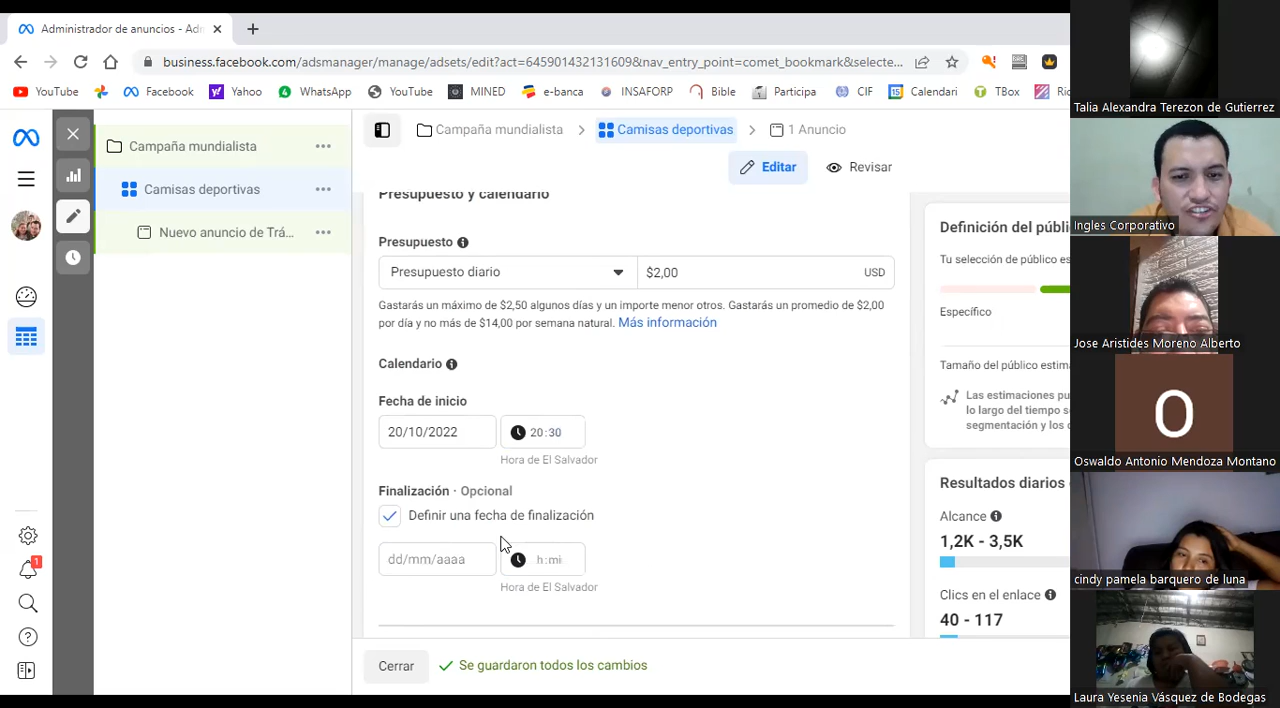 Administrador de anuncios - Adr
business.facebook.com/adsmanager/manage/adsets/edit?act=645901432131609&nav_entry_point=comet_bookmark&selecte...
YouTube
Facebook
Yahoo
WhatsApp
YouTube
MINED
e-banca
INSAFORP
Bible
Participa
CIF
Calendari
TBox
Campaña mundialista
Camisas deportivas
Nuevo anuncio de Trá...
1
Campaña mundialista
Camisas deportivas
1 Anuncio
Editar
Revisar
Presupuesto y calendario
Presupuesto
Presupuesto diario
$2,00
USD
Gastarás un máximo de $2,50 algunos días y un importe menor otros. Gastarás un promedio de $2,00
por día y no más de $14,00 por semana natural. Más información
Calendario
Fecha de inicio
20/10/2022
20:30
Hora de El Salvador
Finalización · Opcional
Definir una fecha de finalización
dd/mm/aaaa
h:mi
Hora de El Salvador
Cerrar
Se guardaron todos los cambios
Definición del públi
Tu selección de público es
Específico
Tamaño del público estima
Las estimaciones pu
lo largo del tiempo s
segmentación y los d
Resultados diarios
Alcance
1,2K - 3,5K
Clics en el enlace
40 - 117
Talia Alexandra Terezon de Gutierrez
Ingles Corporativo
Jose Aristides Moreno Alberto
O
Oswaldo Antonio Mendoza Montano
cindy pamela barquero de luna
Laura Yesenia Vásquez de Bodegas